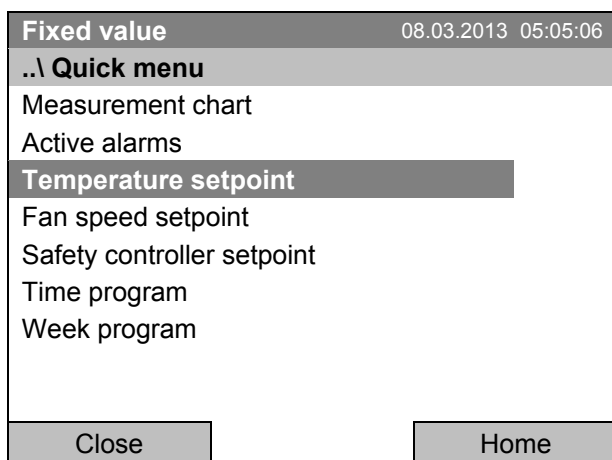 Fixed value 08.03.2013 05:05:06
..\ Quick menu
Measurement chart
Active alarms
Temperature setpoint
Fan speed setpoint
Safety controller setpoint
Time program
Week program
Close Home